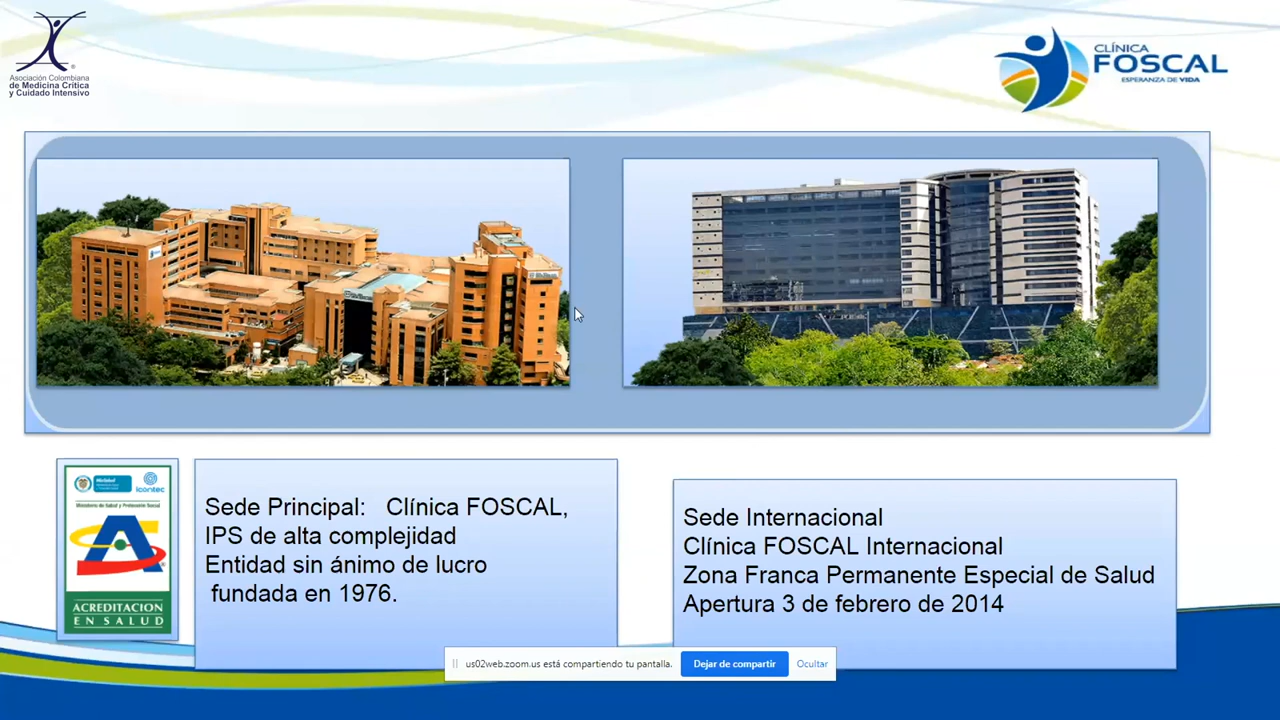 Asociación Colombiana
de Medicina Crítica
y Cuidado Intensivo
CLÍNICA
FOSCAL
ESPERANZA DE VIDA
MinSalud
icontec
Ministerio de Salud y Protección Social
ACREDITACION
EN SALUD
Sede Principal: Clínica FOSCAL,
IPS de alta complejidad
Entidad sin ánimo de lucro
fundada en 1976.
Sede Internacional
Clínica FOSCAL Internacional
Zona Franca Permanente Especial de Salud
Apertura 3 de febrero de 2014
us02web.zoom.us está compartiendo tu pantalla.
Dejar de compartir
Ocultar